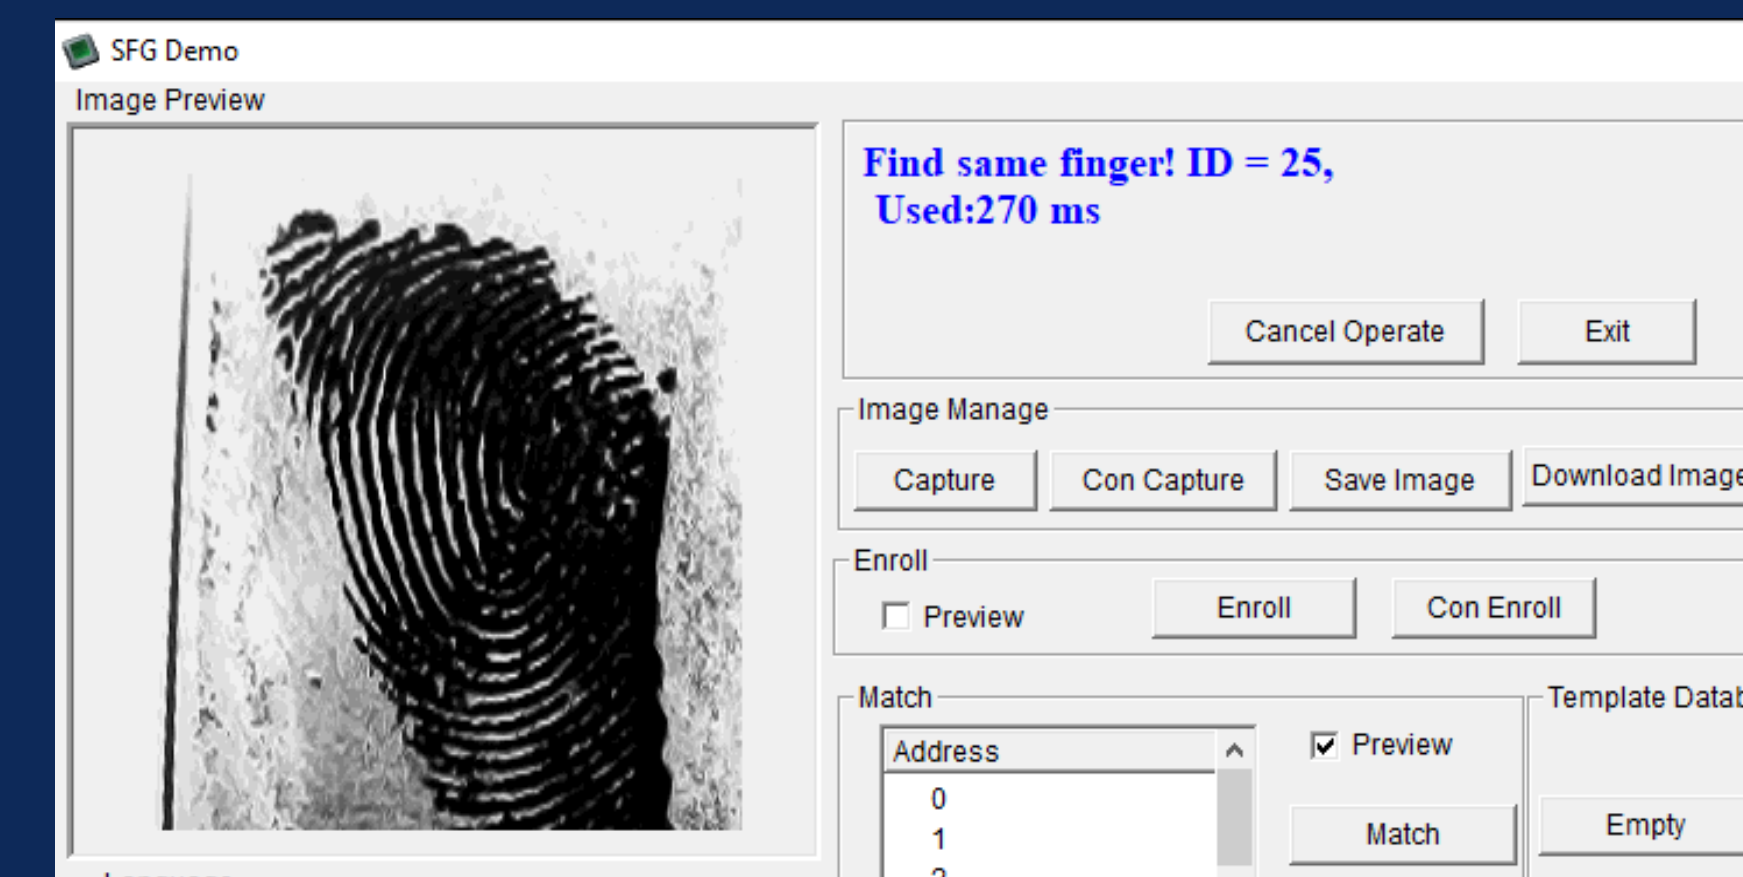 SFG Demo
Image Preview
Find same finger! ID = 25,
Used:270 ms
Cancel Operate
Exit
Image Manage
Capture
Con Capture
Save Image
Download Image
Enroll
Preview
Enroll
Con Enroll
Match
Address
0
1
Preview
Match
Template Datab
Empty